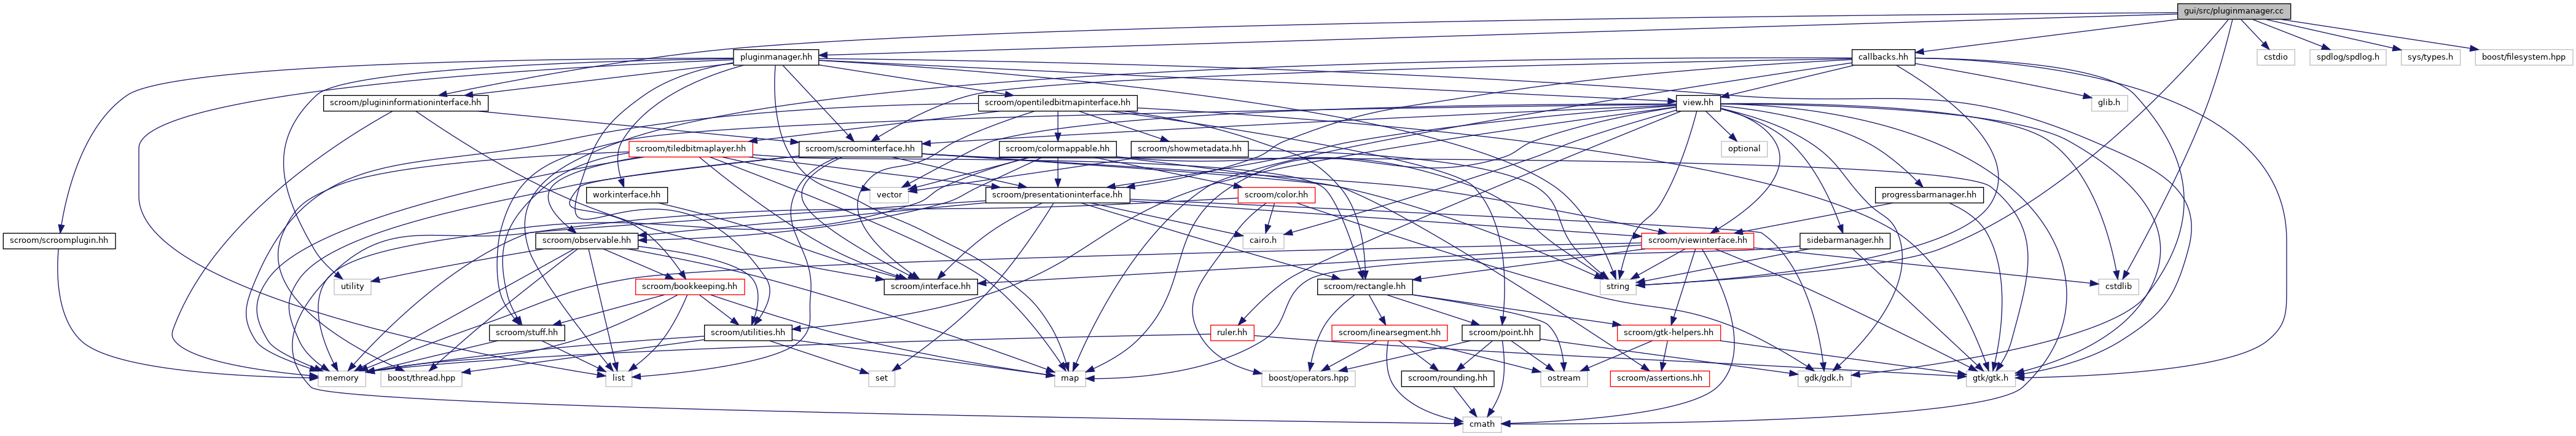 gui/src/pluginmanager.cc
pluginmanager.hh
callbacks.hh
cstdio
spdlog/spdlog.h
sys/types.h
boost/filesystem.hpp
scroom/plugininformationinterface.hh
scroom/opentiledbitmapinterface.hh
view.hh
glib.h
scroom/tiledbitmaplayer.hh
scroom/scroominterface.hh
scroom/colormappable.hh
scroom/showmetadata.hh
optional
workinterface.hh
vector
scroom/presentationinterface.hh
scroom/color.hh
progressbarmanager.hh
scroom/scroomplugin.hh
scroom/observable.hh
cairo.h
scroom/viewinterface.hh
sidebarmanager.hh
utility
scroom/bookkeeping.hh
scroom/interface.hh
scroom/rectangle.hh
string
cstdlib
scroom/stuff.hh
scroom/utilities.hh
ruler.hh
scroom/linearsegment.hh
scroom/point.hh
scroom/gtk-helpers.hh
memory
boost/thread.hpp
list
set
map
boost/operators.hpp
scroom/rounding.hh
ostream
scroom/assertions.hh
gdk/gdk.h
gtk/gtk.h
cmath